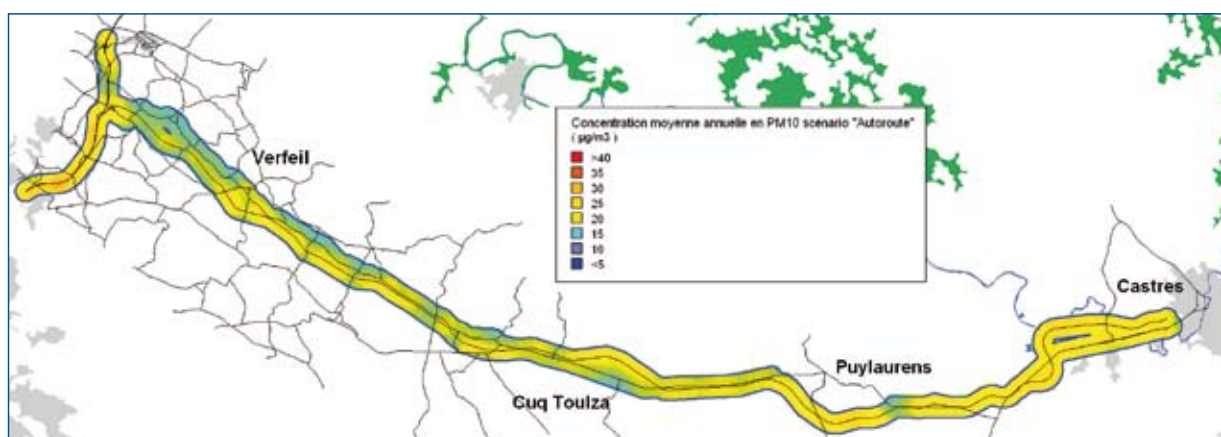 Concentration moyenne annuelle en PM10 scénario "Autoroute"
( µg/m3 )
>40
35
30
25
20
15
10
<5
Verfeil
Castres
Puylaurens
Cuq Toulza